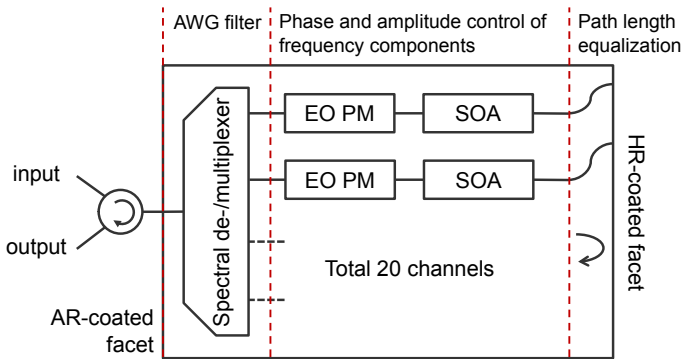 AWG filter
Phase and amplitude control of
frequency components
Path length
equalization
EO PM
SOA
EO PM
SOA
Spectral de-/multiplexer
HR-coated facet
input
output
Total 20 channels
AR-coated
facet